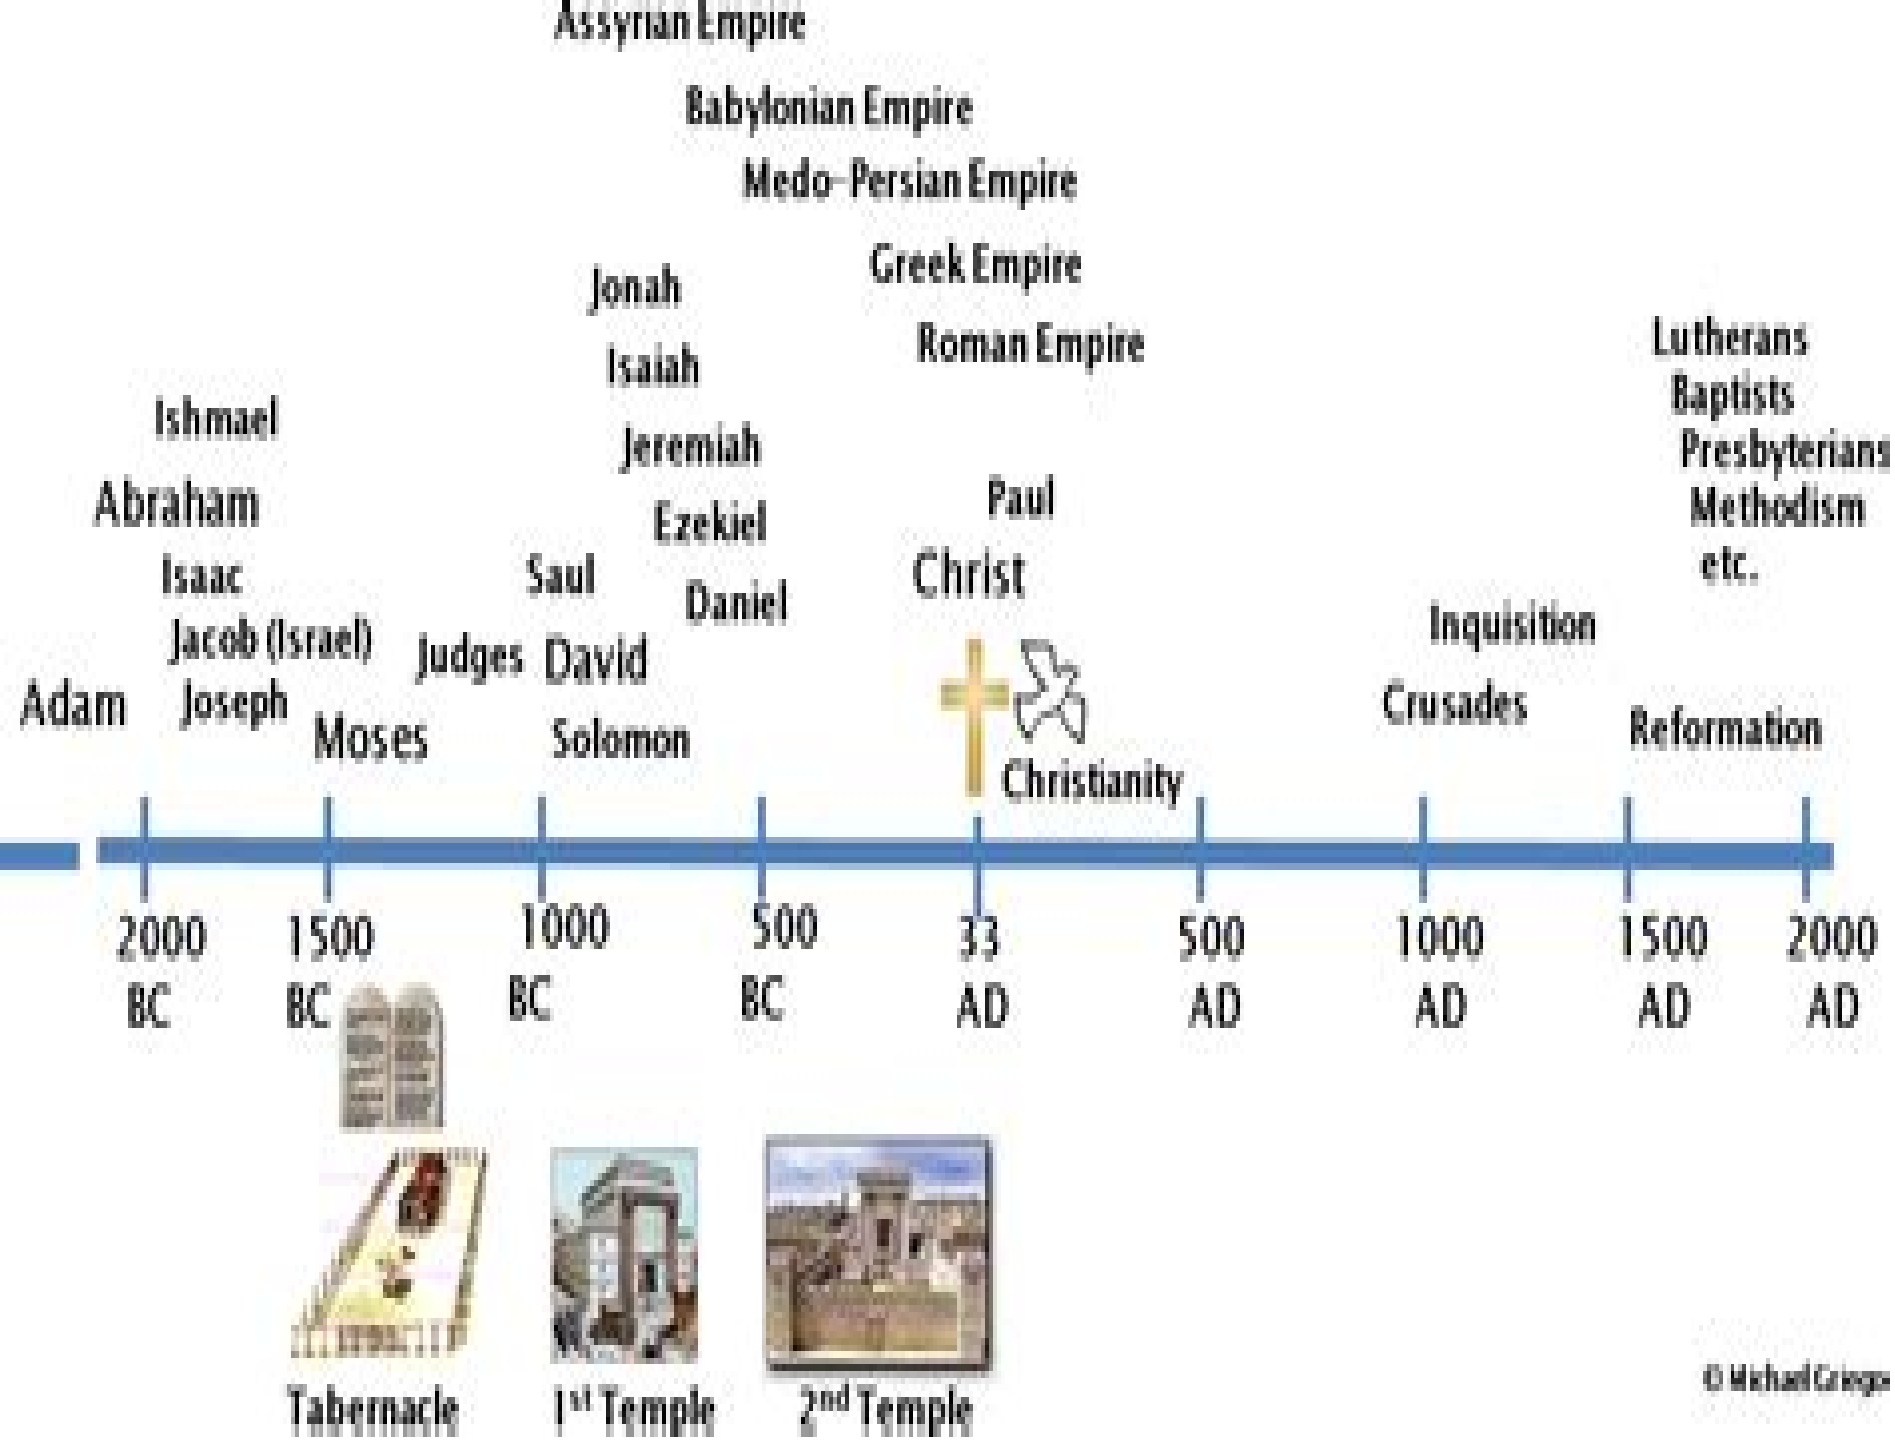 Assyrian Empire
Babylonian Empire
Medo-Persian Empire
Greek Empire
Roman Empire
Jonah
Isaiah
Jeremiah
Ezekiel
Daniel
Ishmael
Abraham
Isaac
Jacob (Israel)
Joseph
Adam
Moses
Judges
Saul
David
Solomon
Paul
Christ
Christianity
Inquisition
Crusades
Lutherans
Baptists
Presbyterians
Methodism
etc.
Reformation
2000 BC
1500 BC
1000 BC
500 BC
33 AD
500 AD
1000 AD
1500 AD
2000 AD
Tabernacle
1st Temple
2nd Temple
© Michael